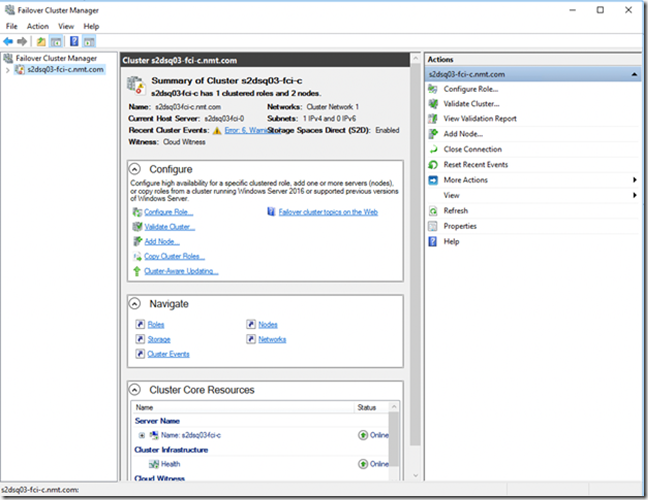 Failover Cluster Manager
File Action View Help
Failover Cluster Manager
s2dsq03-fci-c.nmt.com
Cluster s2dsq03-fci-c.nmt.com
Summary of Cluster s2dsq03-fci-c
s2dsq03-fci-c has 1 clustered roles and 2 nodes.
Name: s2dsq03-fci-c.nmt.com Networks: Cluster Network 1
Current Host Server: s2dsq03-fci-0 Subnets: 1 IPv4 and 0 IPv6
Recent Cluster Events: Error: 6, Warni Storage Spaces Direct (S2D): Enabled
Witness: Cloud Witness
Configure
Configure high availability for a specific clustered role, add one or more servers (nodes),
or copy roles from a cluster running Windows Server 2016 or supported previous versions
of Windows Server.
Configure Role... Failover cluster topics on the Web
Validate Cluster...
Add Node...
Copy Cluster Roles...
Cluster-Aware Updating...
Navigate
Roles Nodes
Storage Networks
Cluster Events
Cluster Core Resources
Name Status
Server Name
Name: s2dsq03-fci-c Online
Cluster Infrastructure
Health Online
Cloud Witness
Actions
s2dsq03-fci-c.nmt.com
Configure Role...
Validate Cluster...
View Validation Report
Add Node...
Close Connection
Reset Recent Events
More Actions
View
Refresh
Properties
Help
s2dsq03-fci-c.nmt.com: